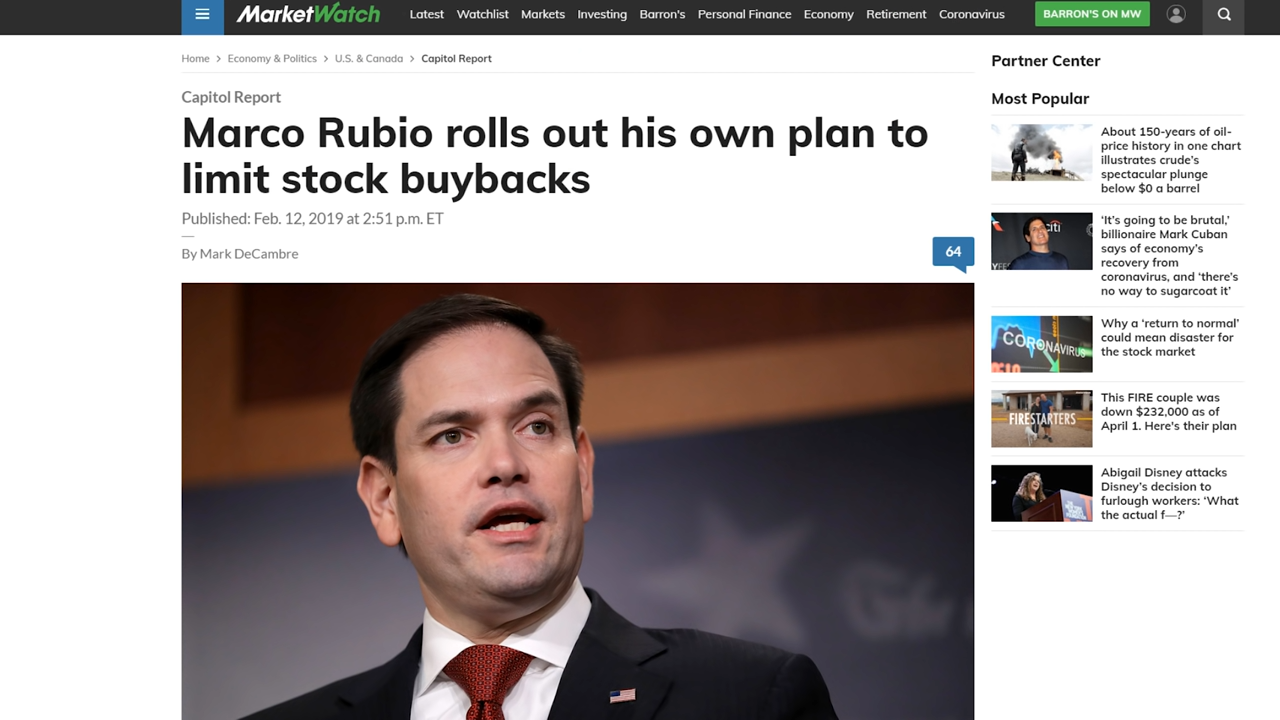 MarketWatch
Latest Watchlist Markets Investing Barron's Personal Finance Economy Retirement Coronavirus
BARRON'S ON MW
Home > Economy & Politics > U.S. & Canada > Capitol Report
Capitol Report
Marco Rubio rolls out his own plan to
limit stock buybacks
Published: Feb. 12, 2019 at 2:51 p.m. ET
By Mark DeCambre
64
Partner Center
Most Popular
About 150-years of oil-
price history in one chart
illustrates crude's
spectacular plunge
below $0 a barrel
citi
‘It’s going to be brutal,’
billionaire Mark Cuban
says of economy’s
recovery from
coronavirus, and ‘there’s
no way to sugarcoat it’
CORONAVIRUS
Why a ‘return to normal’
could mean disaster for
the stock market
FIRESTARTERS
This FIRE couple was
down $232,000 as of
April 1. Here's their plan
Abigail Disney attacks
Disney’s decision to
furlough workers: ‘What
the actual f—?’